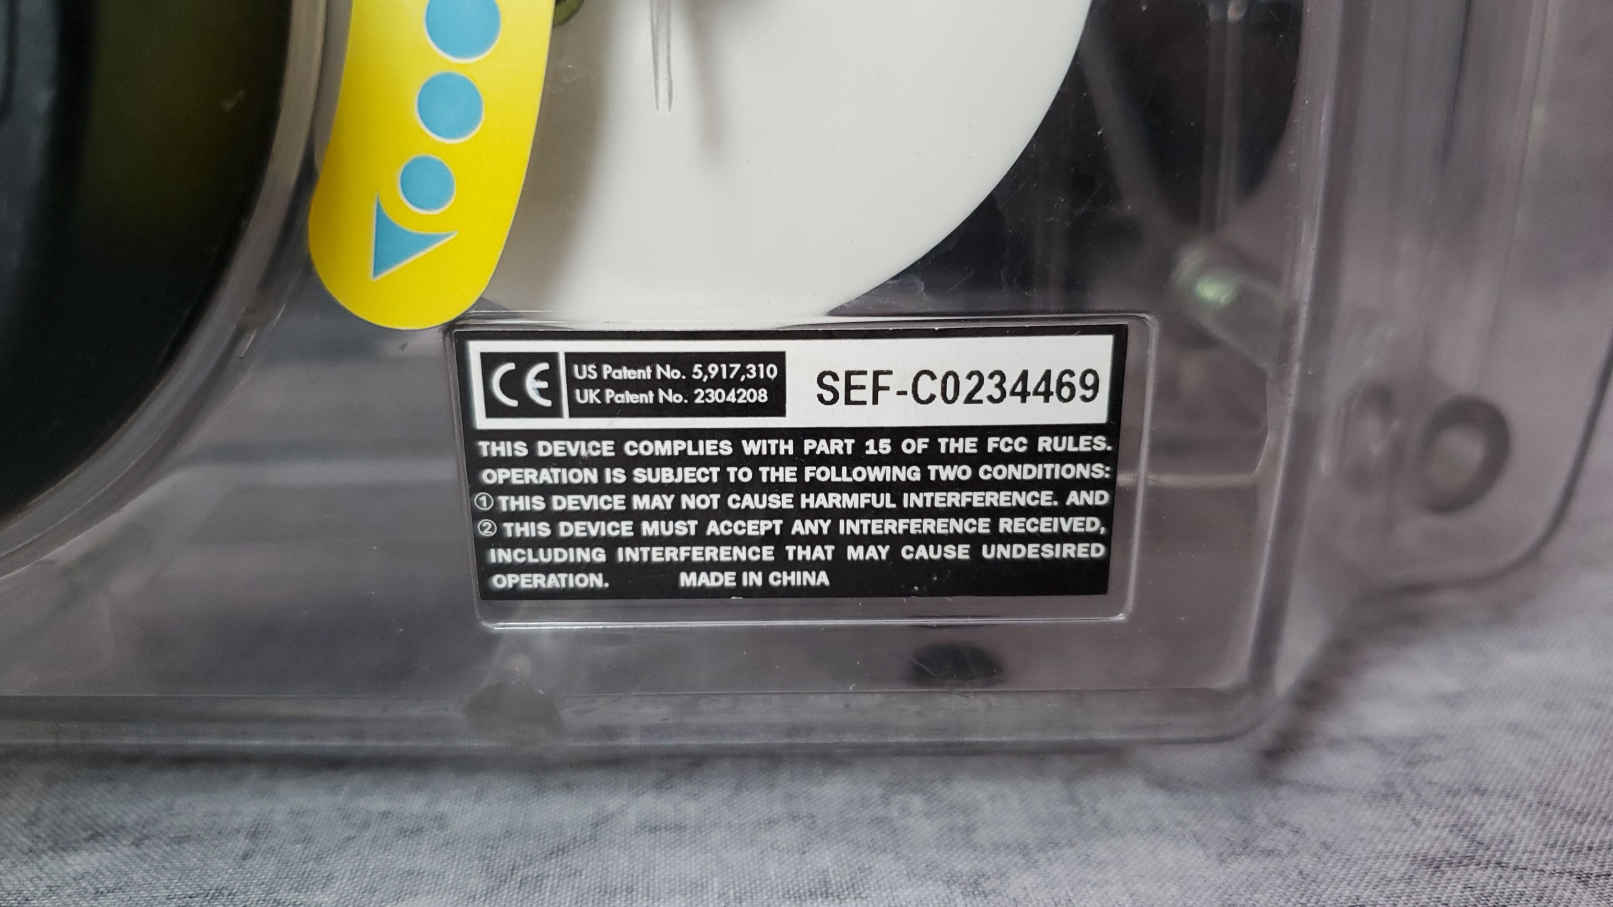 CE
US Patent No. 5,917,310
UK Patent No. 2304208
SEF-C0234469
THIS DEVICE COMPLIES WITH PART 15 OF THE FCC RULES.
OPERATION IS SUBJECT TO THE FOLLOWING TWO CONDITIONS:
① THIS DEVICE MAY NOT CAUSE HARMFUL INTERFERENCE. AND
② THIS DEVICE MUST ACCEPT ANY INTERFERENCE RECEIVED,
INCLUDING INTERFERENCE THAT MAY CAUSE UNDESIRED
OPERATION. MADE IN CHINA